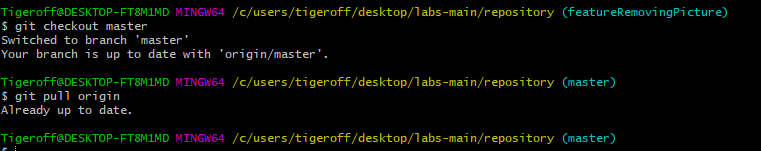 Tigeroff@DESKTOP-FT8M1MD MINGW64 /c/users/tigeroff/desktop/labs-main/repository (featureRemovingPicture)
$ git checkout master
Switched to branch 'master'
Your branch is up to date with 'origin/master'.
Tigeroff@DESKTOP-FT8M1MD MINGW64 /c/users/tigeroff/desktop/labs-main/repository (master)
$ git pull origin
Already up to date.
Tigeroff@DESKTOP-FT8M1MD MINGW64 /c/users/tigeroff/desktop/labs-main/repository (master)
$